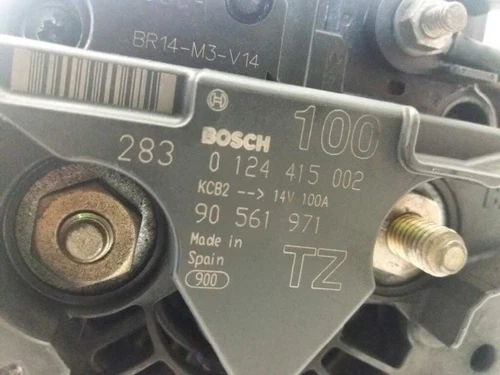 BR14-M3-V14
BOSCH 100
283 0 124 415 002
KCB2 --> 14V 100A
90 561 971
Made in
Spain TZ
900